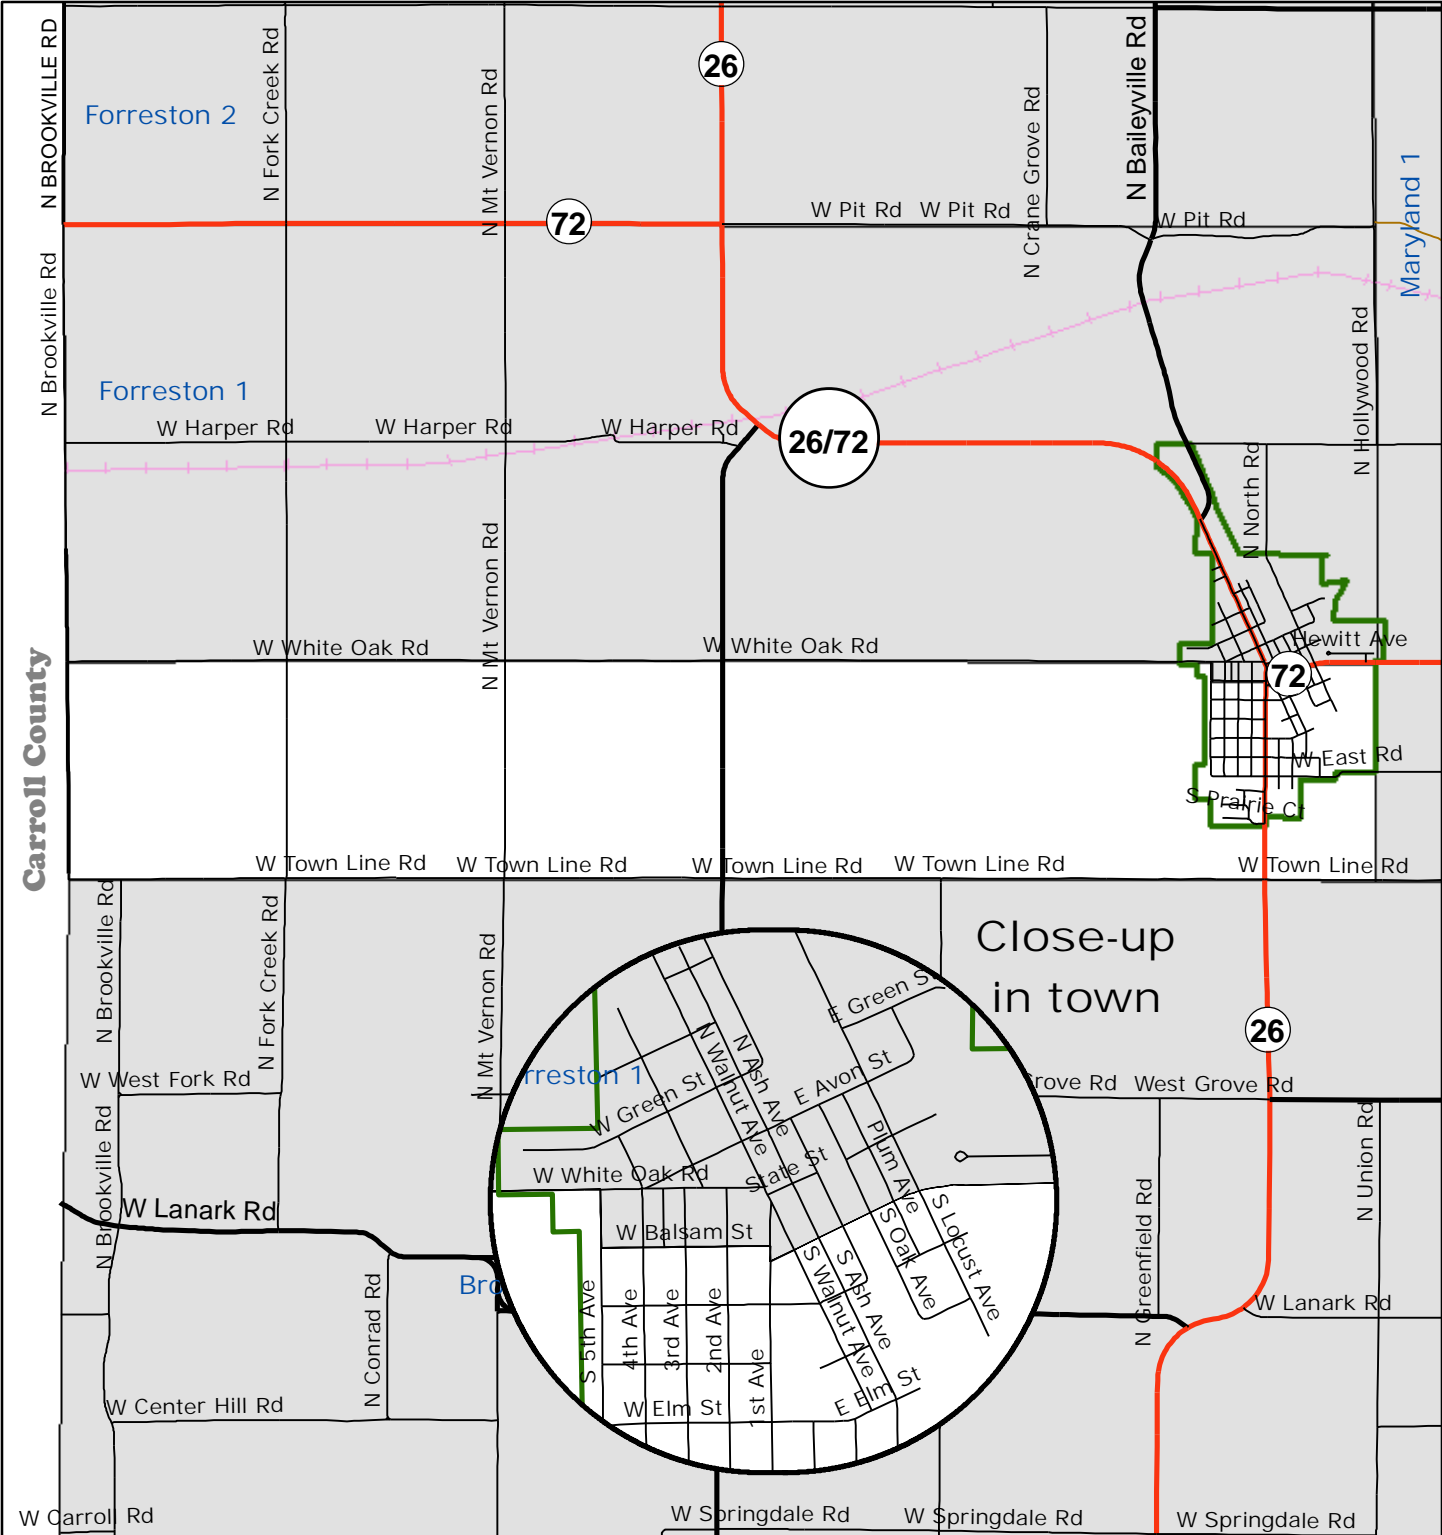 N BROOKVILLE RD
N Fork Creek Rd
26
N Baileyville Rd
Forreston 2
N Mt Vernon Rd
N Crane Grove Rd
Maryland 1
72
W Pit Rd
W Pit Rd
W Pit Rd
N Brookville Rd
Forreston 1
N Hollywood Rd
W Harper Rd
W Harper Rd
W Harper Rd
26/72
N North Rd
N Mt Vernon Rd
Carroll County
W White Oak Rd
W White Oak Rd
Hewitt Ave
72
W East Rd
S Prairie Ct
W Town Line Rd
W Town Line Rd
W Town Line Rd
W Town Line Rd
W Town Line Rd
N Brookville Rd
N Fork Creek Rd
N Mt Vernon Rd
Close-up
in town
E Green St
26
N Walnut Ave
N Ash Ave
rreston 1
W Green St
E Avon St
W West Fork Rd
Grove Rd
West Grove Rd
N Brookville Rd
Plum Ave
State St
W White Oak Rd
N Union Rd
N Greenfield Rd
W Lanark Rd
W Balsam St
S Locust Ave
S Oak Ave
S Ash Ave
S Walnut Ave
Bro
N Conrad Rd
S 5th Ave
4th Ave
3rd Ave
2nd Ave
1st Ave
W Lanark Rd
W Center Hill Rd
W Elm St
E Elm St
W Carroll Rd
W Springdale Rd
W Springdale Rd
W Springdale Rd